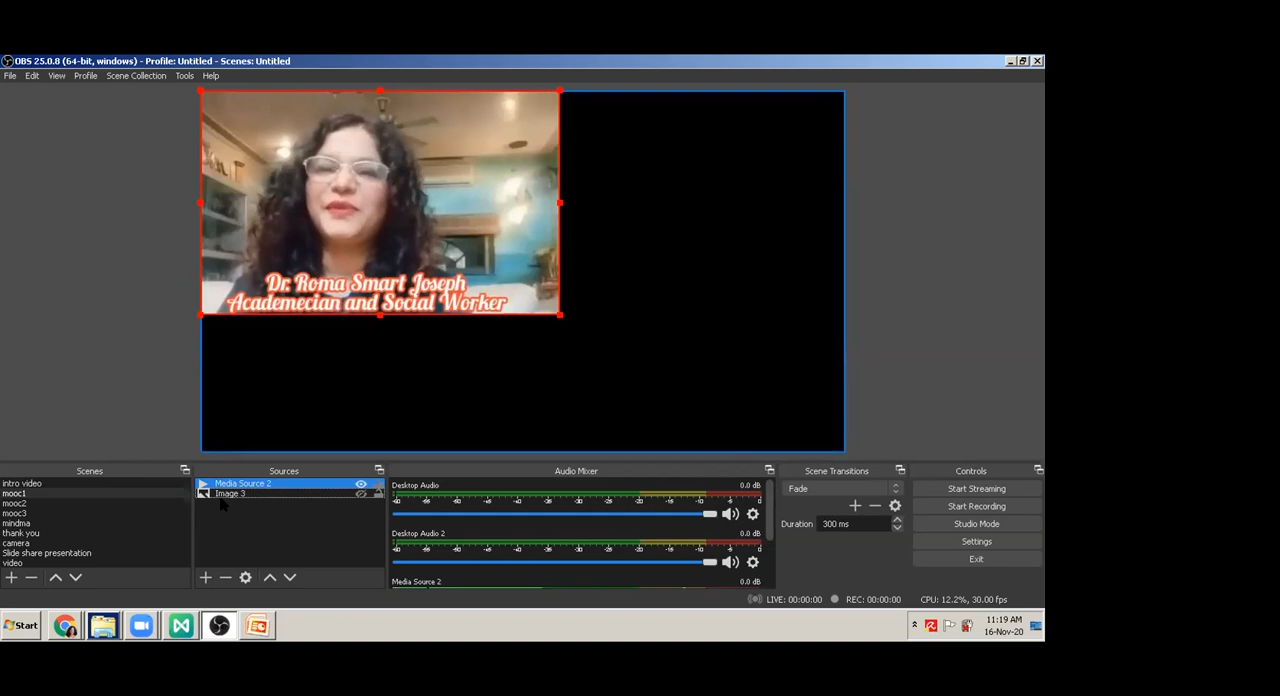 OBS 25.0.8 (64-bit, windows) - Profile: Untitled - Scenes: Untitled
File Edit View Profile Scene Collection Tools Help
Dr. Roma Smart Joseph
Academecian and Social Worker
Scenes
intro video
mooc1
mooc2
mooc3
mindma
thank you
camera
Slide share presentation
video
Sources
Media Source 2
Image 3
Audio Mixer
Desktop Audio 0.0 dB
Desktop Audio 2 0.0 dB
Media Source 2 0.0 dB
Scene Transitions
Fade
Duration 300 ms
Controls
Start Streaming
Start Recording
Studio Mode
Settings
Exit
LIVE: 00:00:00 REC: 00:00:00 CPU: 12.2%, 30.00 fps
Start
11:19 AM
16-Nov-20